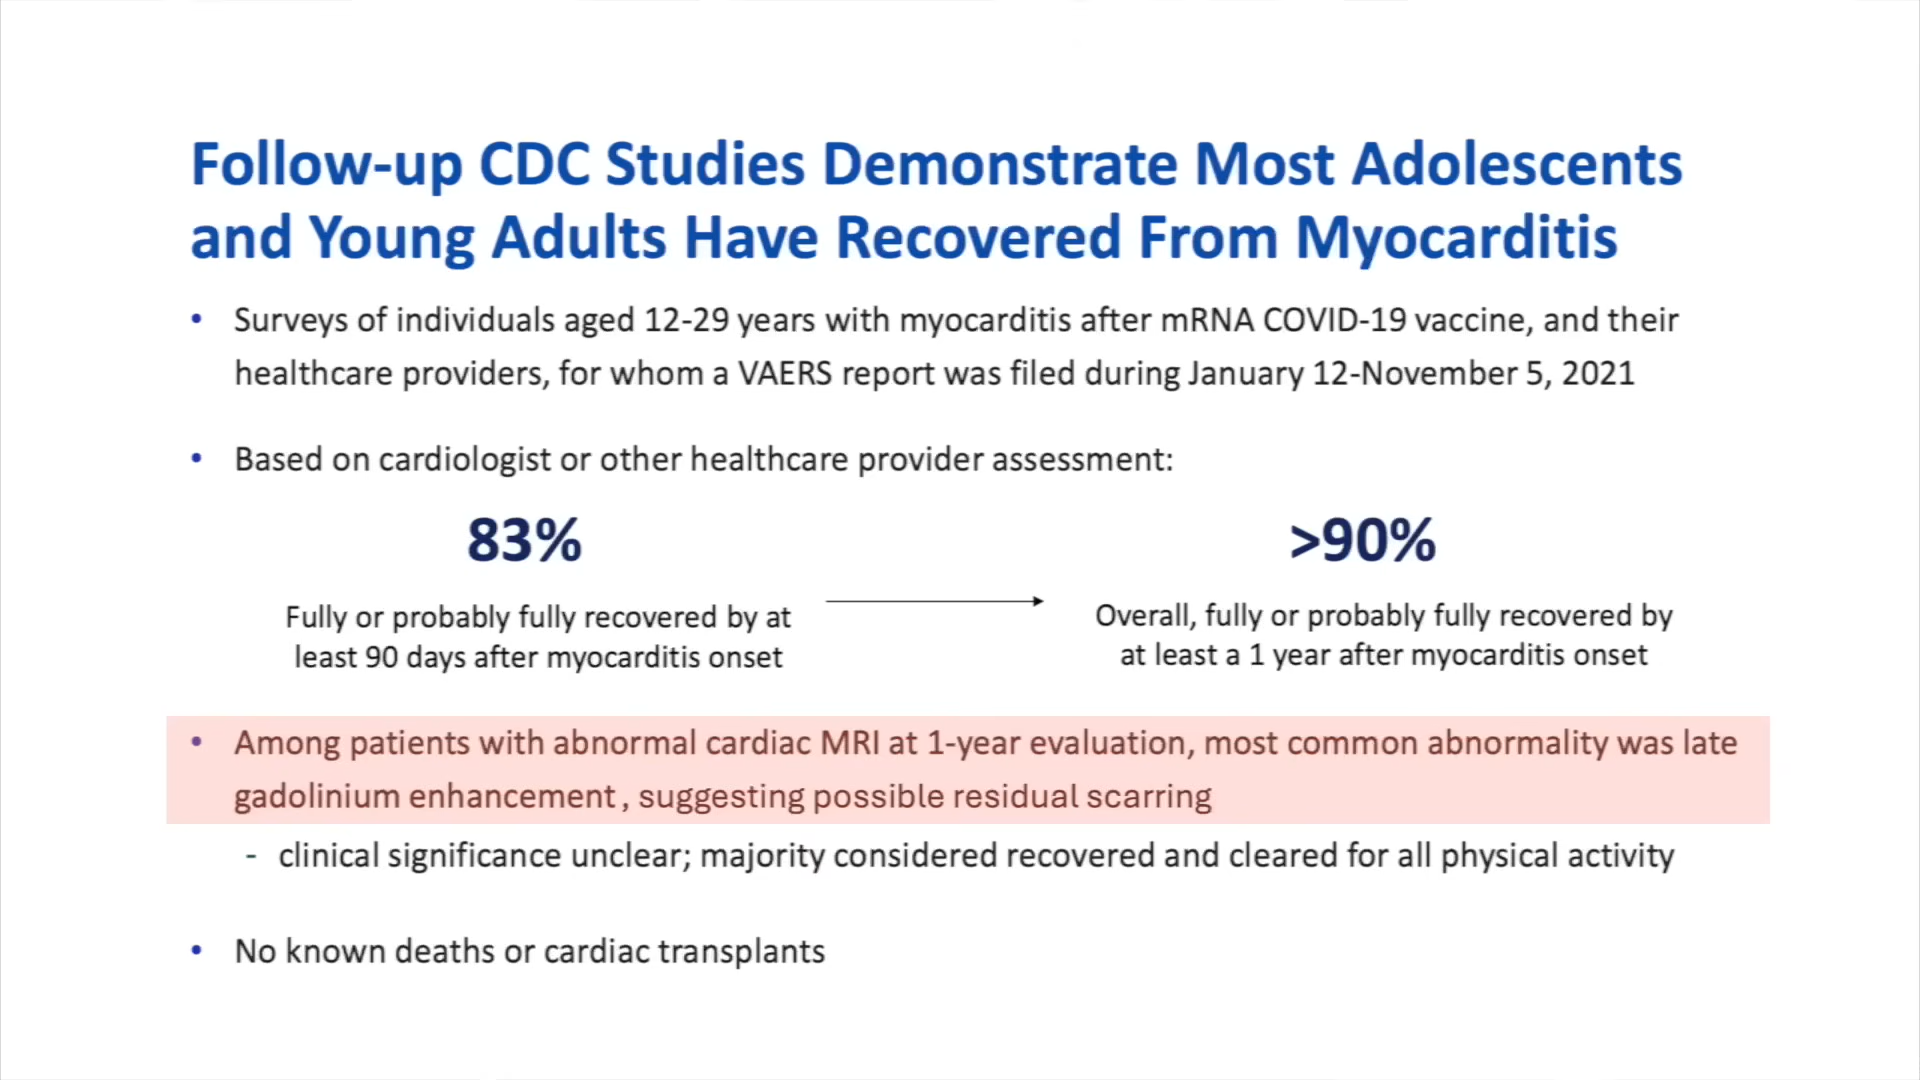 Follow-up CDC Studies Demonstrate Most Adolescents
and Young Adults Have Recovered From Myocarditis
• Surveys of individuals aged 12-29 years with myocarditis after mRNA COVID-19 vaccine, and their
healthcare providers, for whom a VAERS report was filed during January 12-November 5, 2021
• Based on cardiologist or other healthcare provider assessment:
83%
Fully or probably fully recovered by at
least 90 days after myocarditis onset
>90%
Overall, fully or probably fully recovered by
at least a 1 year after myocarditis onset
• Among patients with abnormal cardiac MRI at 1-year evaluation, most common abnormality was late
gadolinium enhancement, suggesting possible residual scarring
- clinical significance unclear; majority considered recovered and cleared for all physical activity
• No known deaths or cardiac transplants